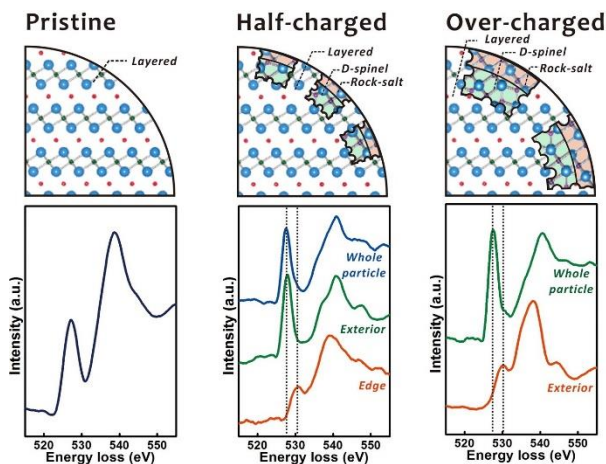 Pristine
Half-charged
Over-charged
Layered
Layered
D-spinel
Rock-salt
Layered
D-spinel
Rock-salt
Intensity (a.u.)
520 530 540 550
Energy loss (eV)
Intensity (a.u.)
Whole
particle
Exterior
Edge
520 530 540 550
Energy loss (eV)
Intensity (a.u.)
Whole
particle
Exterior
520 530 540 550
Energy loss (eV)